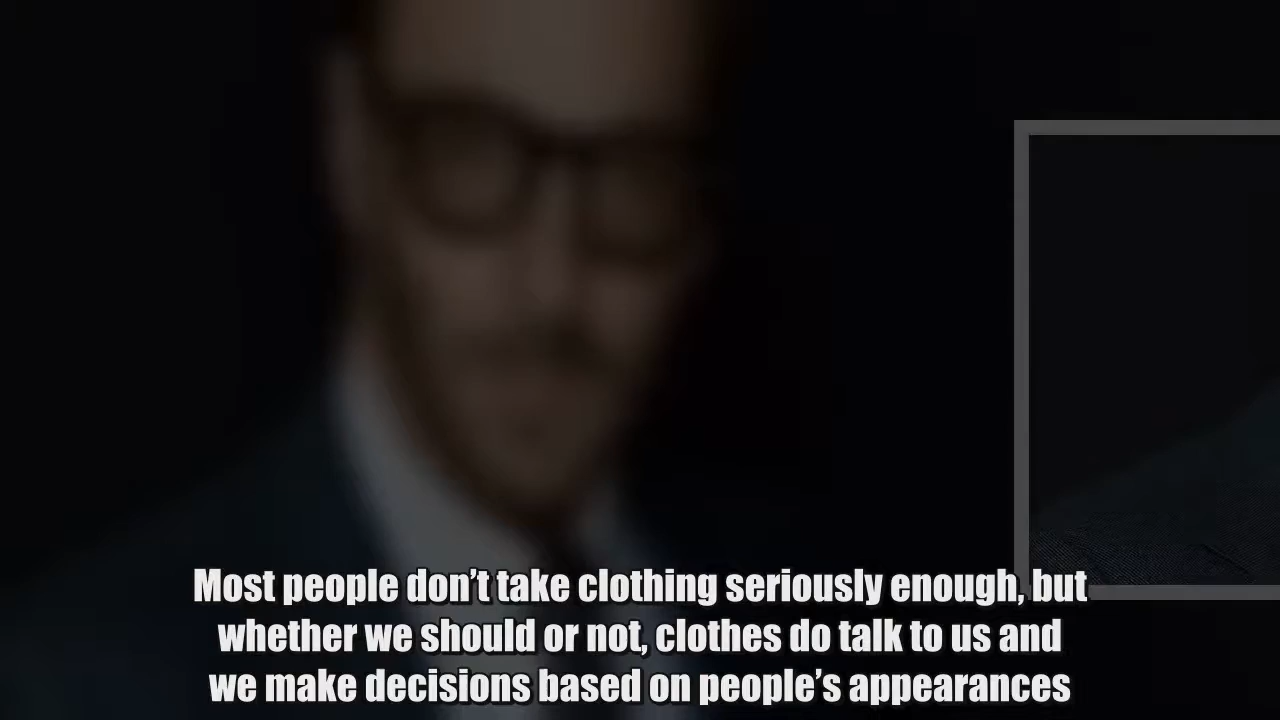 Most people don’t take clothing seriously enough, but
whether we should or not, clothes do talk to us and
we make decisions based on people’s appearances